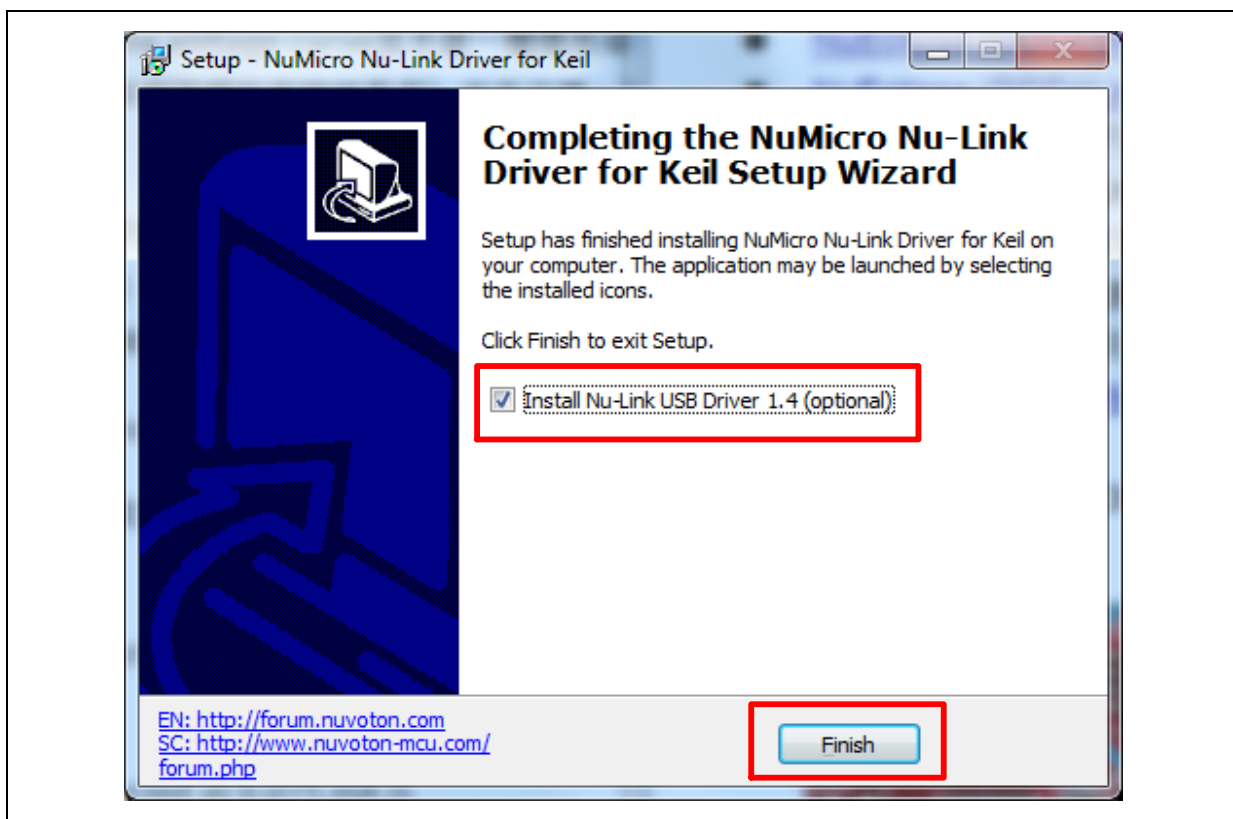 Setup - NuMicro Nu-Link Driver for Keil
Completing the NuMicro Nu-Link
Driver for Keil Setup Wizard
Setup has finished installing NuMicro Nu-Link Driver for Keil on
your computer. The application may be launched by selecting
the installed icons.
Click Finish to exit Setup.
Install Nu-Link USB Driver 1.4 (optional)
EN: http://forum.nuvoton.com
SC: http://www.nuvoton-mcu.com/
forum.php
Finish